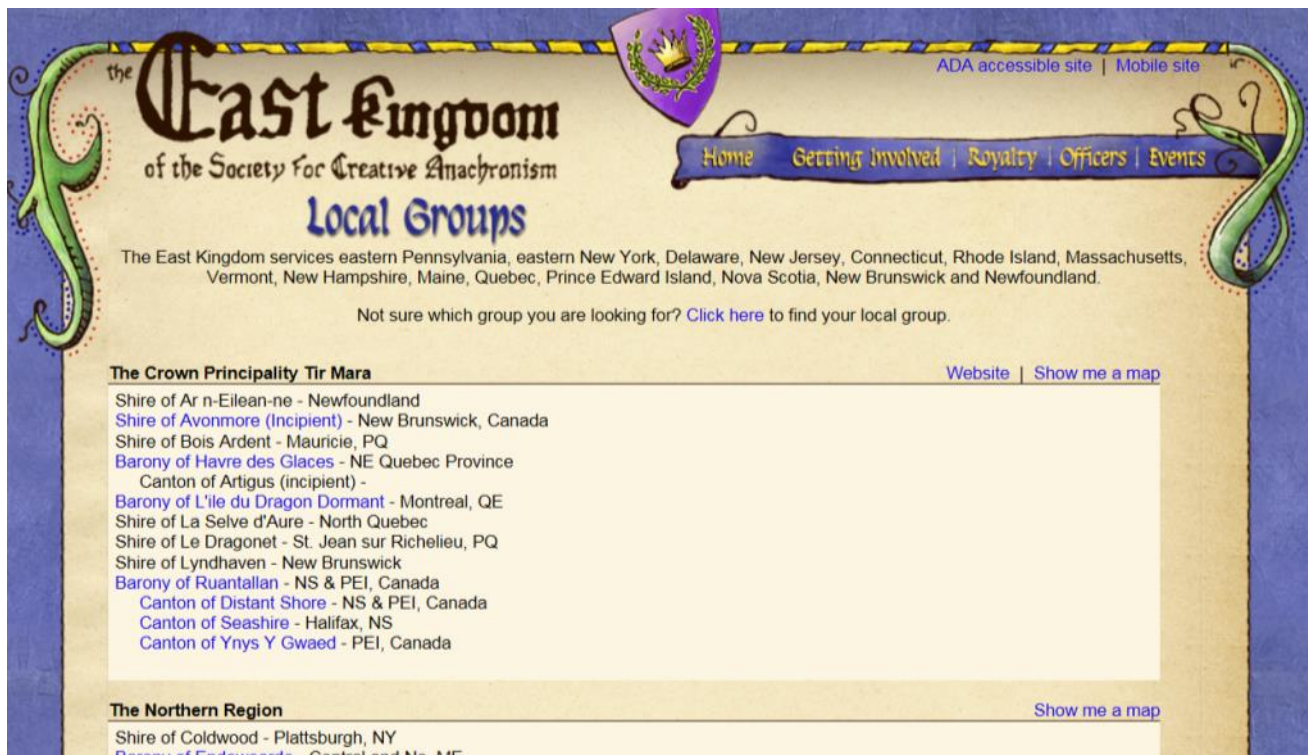 ADA accessible site | Mobile site
the East Kingdom
of the Society For Creative Anachronism
Home Getting Involved | Royalty | Officers | Events
Local Groups
The East Kingdom services eastern Pennsylvania, eastern New York, Delaware, New Jersey, Connecticut, Rhode Island, Massachusetts,
Vermont, New Hampshire, Maine, Quebec, Prince Edward Island, Nova Scotia, New Brunswick and Newfoundland.
Not sure which group you are looking for? Click here to find your local group.
The Crown Principality Tir Mara Website | Show me a map
Shire of Ar n-Eilean-ne - Newfoundland
Shire of Avonmore (Incipient) - New Brunswick, Canada
Shire of Bois Ardent - Mauricie, PQ
Barony of Havre des Glaces - NE Quebec Province
Canton of Artigus (incipient) -
Barony of L'ile du Dragon Dormant - Montreal, QE
Shire of La Selve d'Aure - North Quebec
Shire of Le Dragonet - St. Jean sur Richelieu, PQ
Shire of Lyndhaven - New Brunswick
Barony of Ruantallan - NS & PEI, Canada
Canton of Distant Shore - NS & PEI, Canada
Canton of Seashire - Halifax, NS
Canton of Ynys Y Gwaed - PEI, Canada
The Northern Region Show me a map
Shire of Coldwood - Plattsburgh, NY
Barony of Endewearde - Central and No. ME